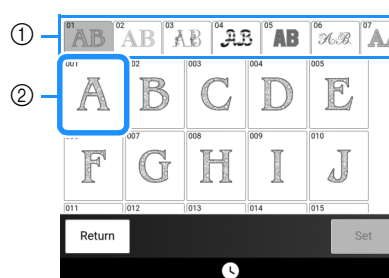 ① 01 AB 02 AB 03 AB 04 AB 05 AB 06 A.B. 07
② 001 A 02 B 003 C 004 D 005 E
F 007 G 008 H 009 I 010 J
011 012 013 014 015
Return Set